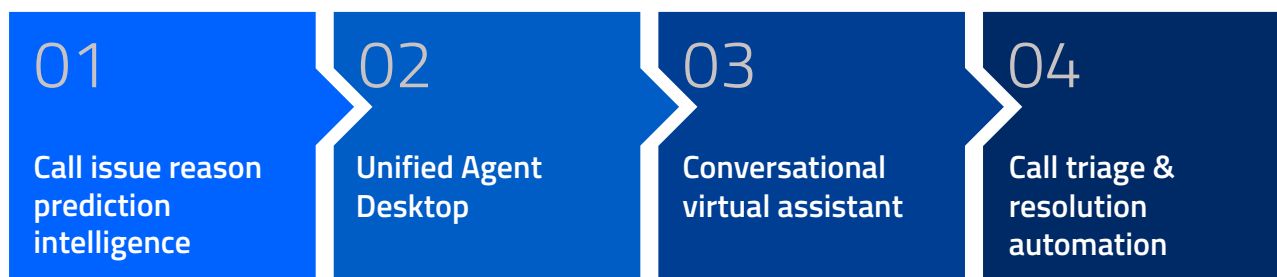 01
Call issue reason
prediction
intelligence
02
Unified Agent
Desktop
03
Conversational
virtual assistant
04
Call triage &
resolution
automation